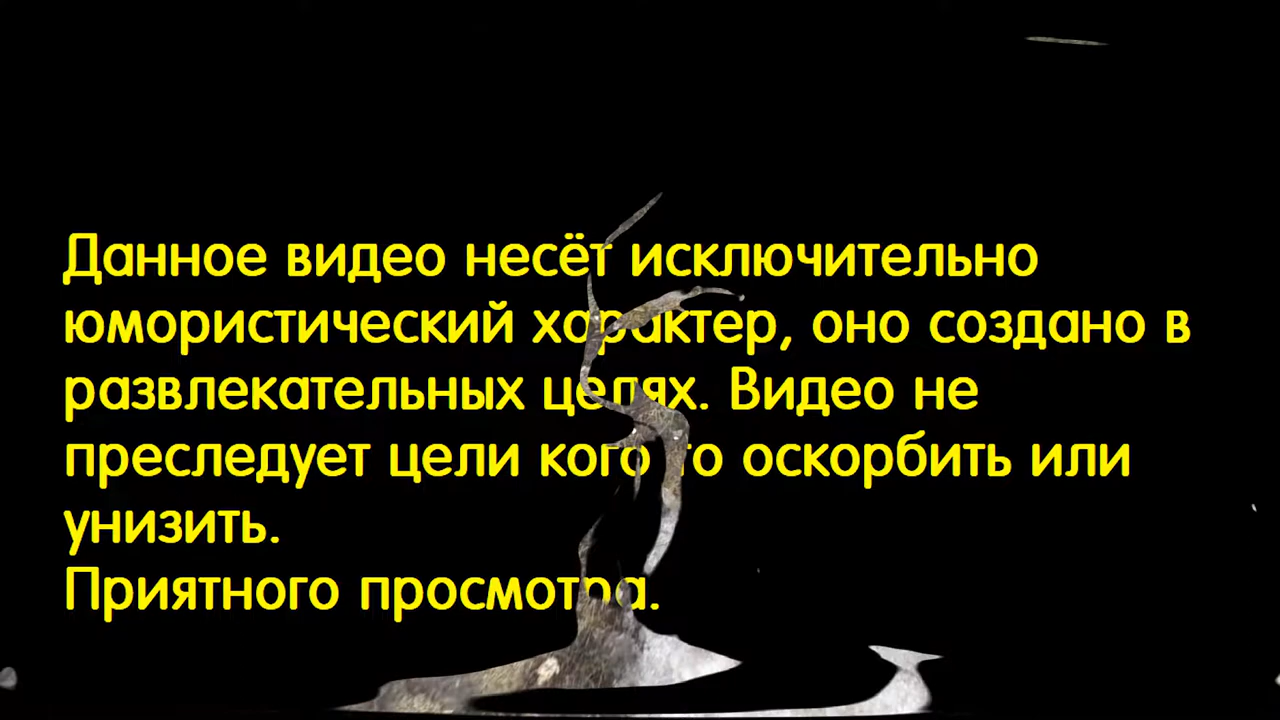 Данное видео несёт исключительно
юмористический характер, оно создано в
развлекательных целях. Видео не
преследует цели кого то оскорбить или
унизить.
Приятного просмотра.